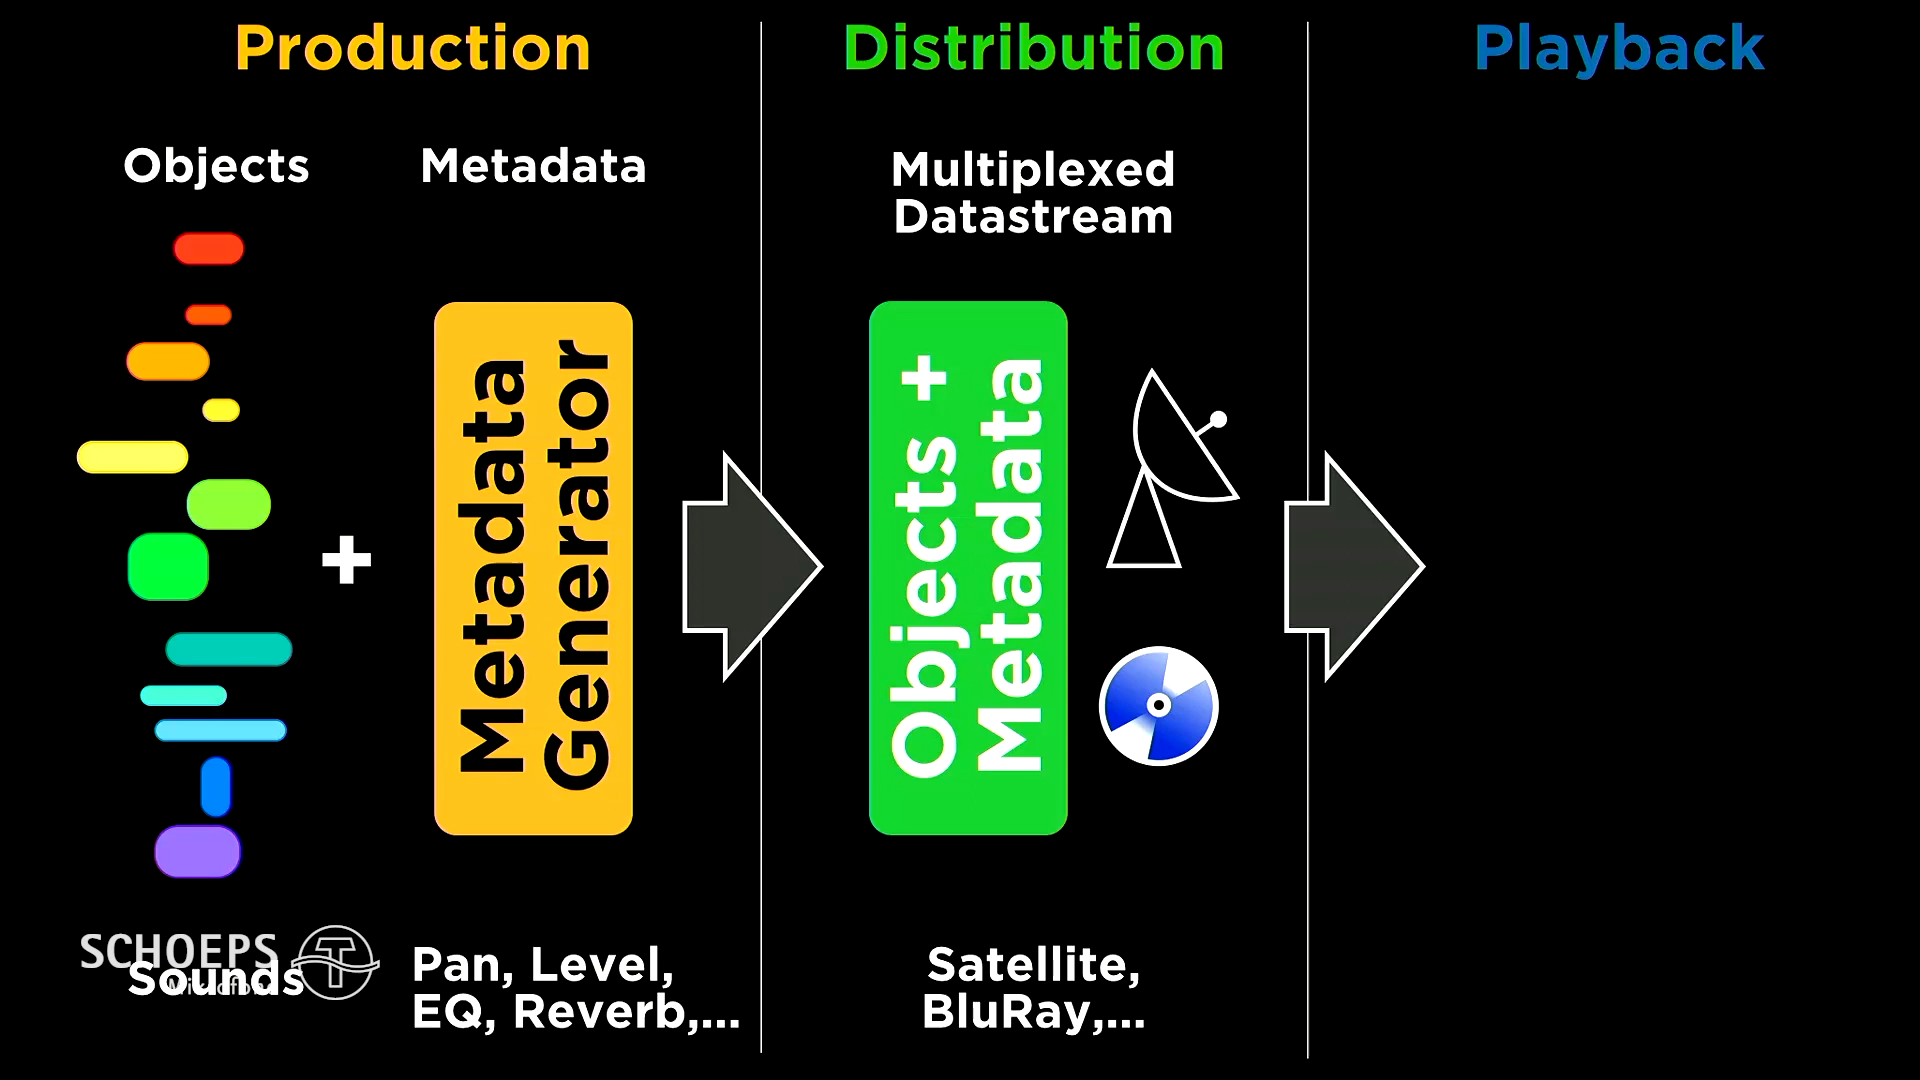 Production
Distribution
Playback
Objects
Metadata
Multiplexed
Datastream
+
Metadata
Generator
Objects +
Metadata
SCHOEPS
Sounds
Pan, Level,
EQ, Reverb,...
Satellite,
BluRay,...